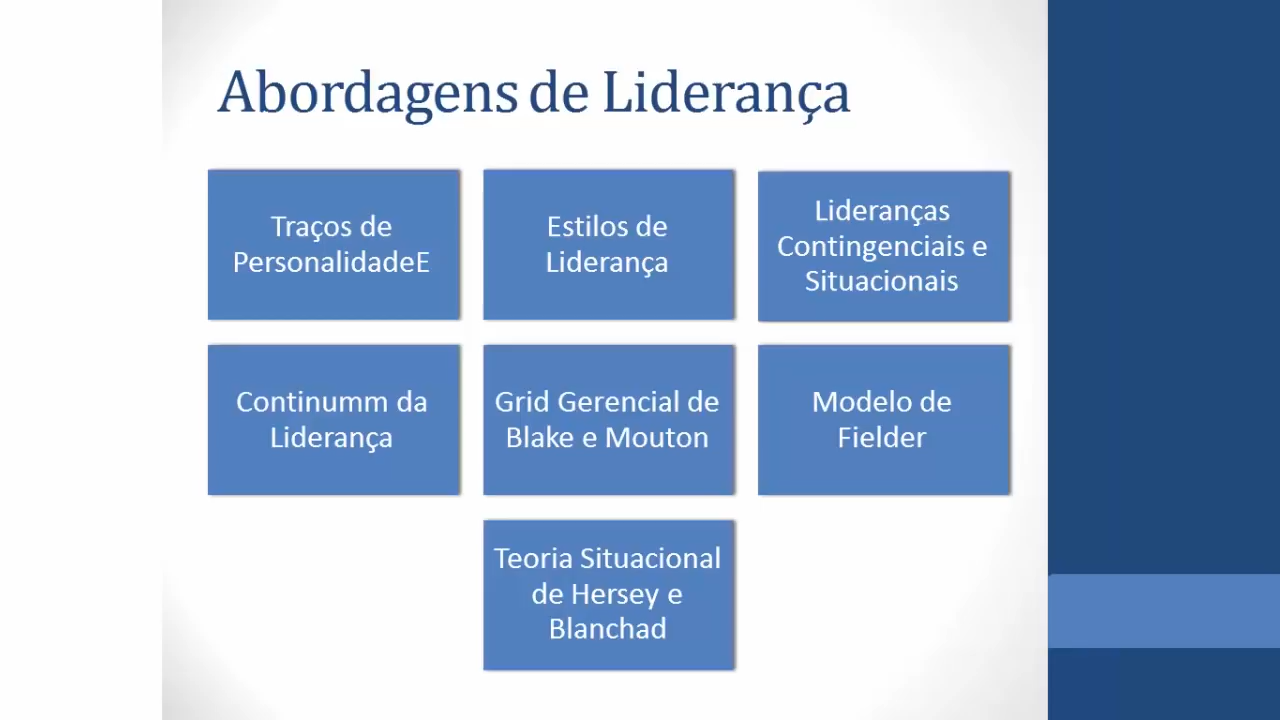 Abordagens de Liderança
Traços de
PersonalidadeE
Estilos de
Liderança
Lideranças
Contingenciais e
Situacionais
Continumm da
Liderança
Grid Gerencial de
Blake e Mouton
Modelo de
Fielder
Teoria Situacional
de Hersey e
Blanchad